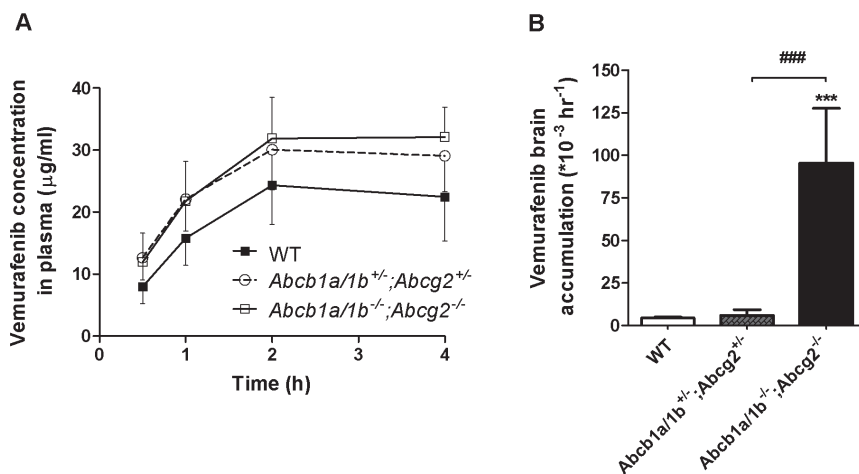 A
Vemurafenib concentration
in plasma (µg/ml)
40
30
20
10
0
0
1
2
3
4
Time (h)
WT
Abcb1a/1b+/-;Abcg2+/-
Abcb1a/1b-/-;Abcg2-/-
B
Vemurafenib brain
accumulation (*10-3 hr-1)
150
125
100
75
50
25
0
###
***
WT
Abcb1a/1b+/-;Abcg2+/-
Abcb1a/1b-/-;Abcg2-/-